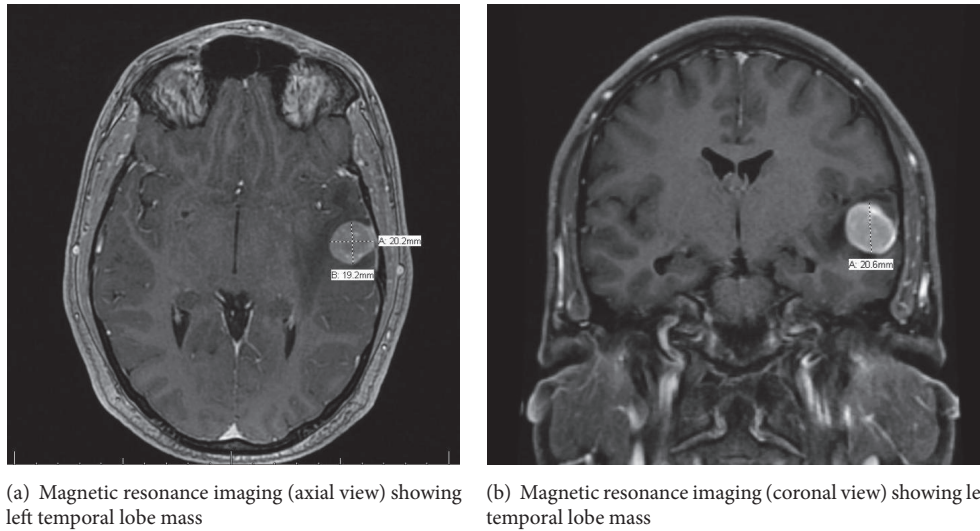 A: 20.2mm
B: 19.2mm
A: 20.6mm
(a) Magnetic resonance imaging (axial view) showing
left temporal lobe mass
(b) Magnetic resonance imaging (coronal view) showing le
temporal lobe mass